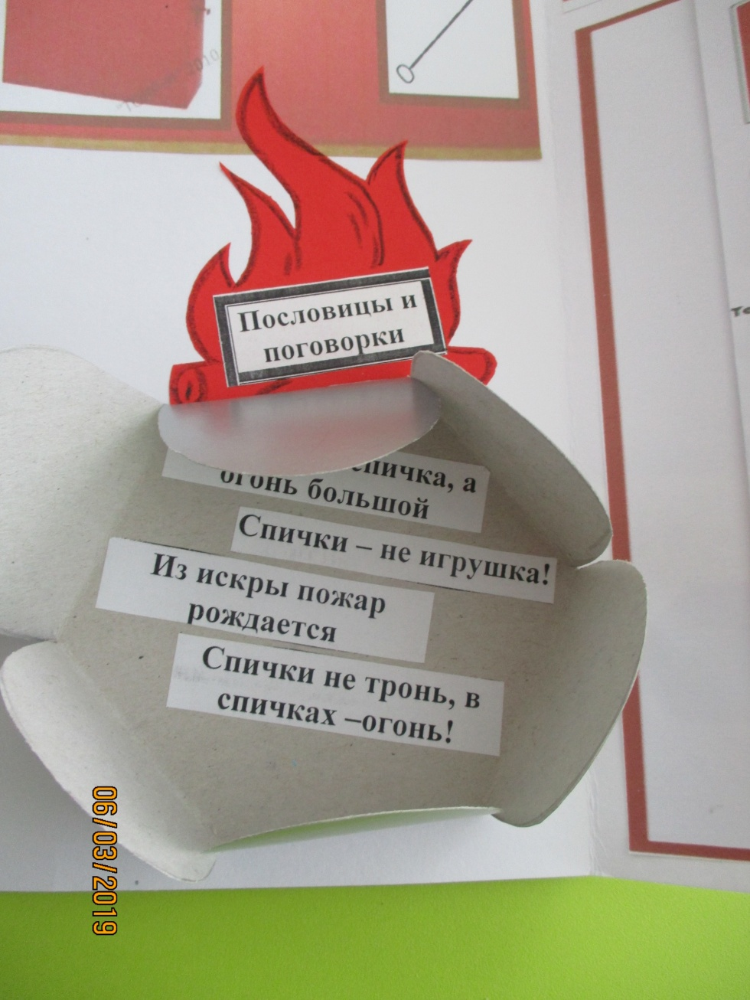 Пословицы и
поговорки
спичка, а
огонь большой
Спички – не игрушка!
Из искры пожар
рождается
Спички не тронь, в
спичках –огонь!
06/03/2019